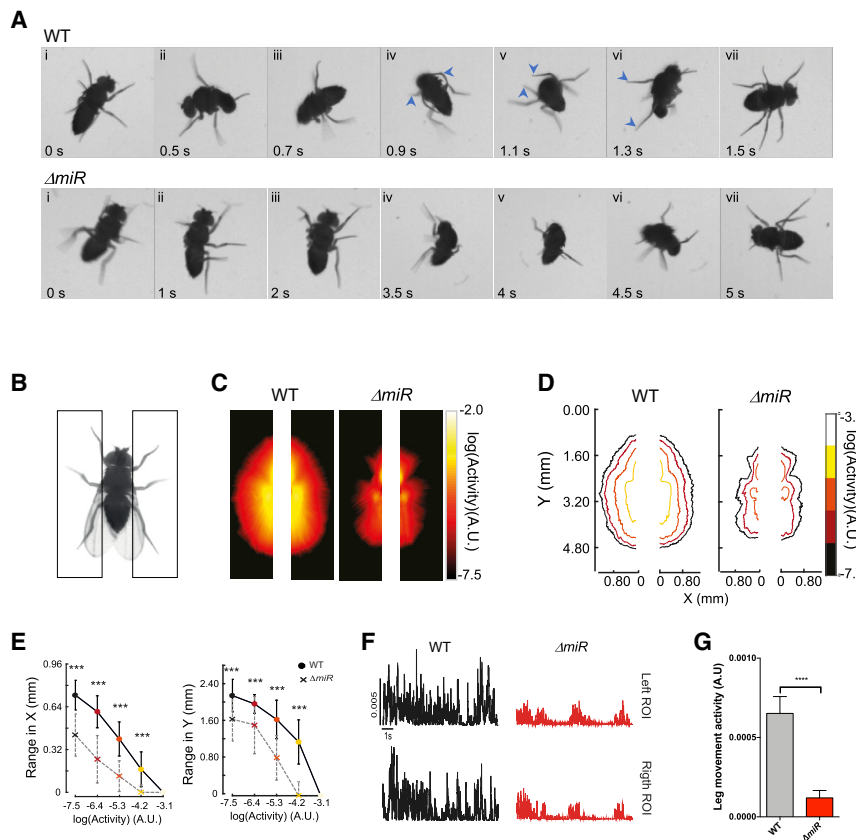 A
WT
i ii iii iv v vi vii
0 s 0.5 s 0.7 s 0.9 s 1.1 s 1.3 s 1.5 s
ΔmiR
i ii iii iv v vi vii
0 s 1 s 2 s 3.5 s 4 s 4.5 s 5 s
B
C
WT ΔmiR
-2.0
log(Activity)(A.U.)
-7.5
D
WT ΔmiR
0.00
1.60
3.20
4.80
Y (mm)
0.80 0 0 0.80 0.80 0 0 0.80
X (mm)
-3.
log(Activity)(A.U.)
-7.
E
0.96
0.64
0.32
0
Range in X (mm)
*** *** *** ***
-7.5 -6.4 -5.3 -4.2 -3.1
log(Activity) (A.U.)
2.40
1.60
0.80
0
Range in Y (mm)
*** *** *** ***
WT
ΔmiR
-7.5 -6.4 -5.3 -4.2 -3.1
log(Activity) (A.U.)
F
WT ΔmiR
0.005
1s
Left ROI
Rigth ROI
G
0.0010
0.0005
0.0000
Leg movement activity (A.U)
****
WT ΔmiR